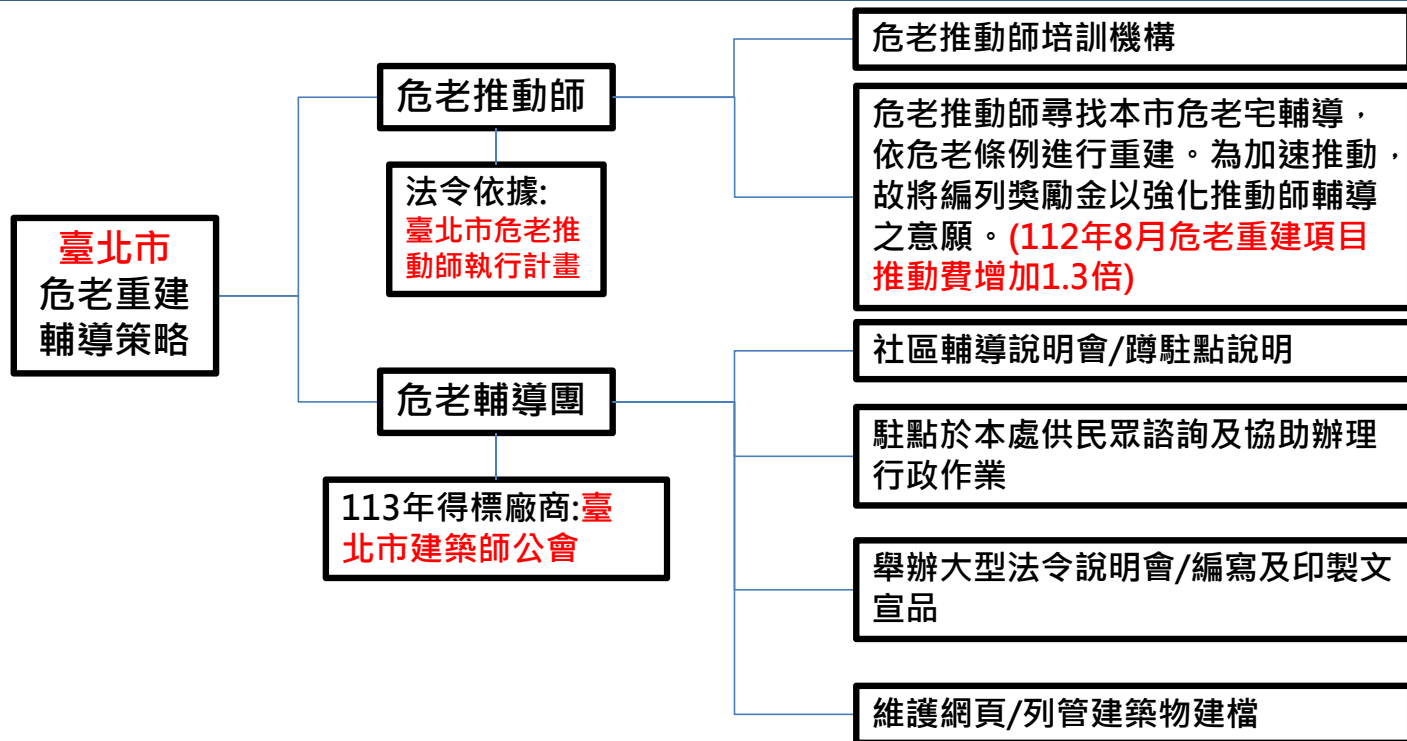 臺北市
危老重建
輔導策略
危老推動師
法令依據:
臺北市危老推
動師執行計畫
危老推動師培訓機構
危老推動師尋找本市危老宅輔導，
依危老條例進行重建。為加速推動，
故將編列獎勵金以強化推動師輔導
之意願。(112年8月危老重建項目
推動費增加1.3倍)
危老輔導團
113年得標廠商:臺
北市建築師公會
社區輔導說明會/蹲駐點說明
駐點於本處供民眾諮詢及協助辦理
行政作業
舉辦大型法令說明會/編寫及印製文
宣品
維護網頁/列管建築物建檔